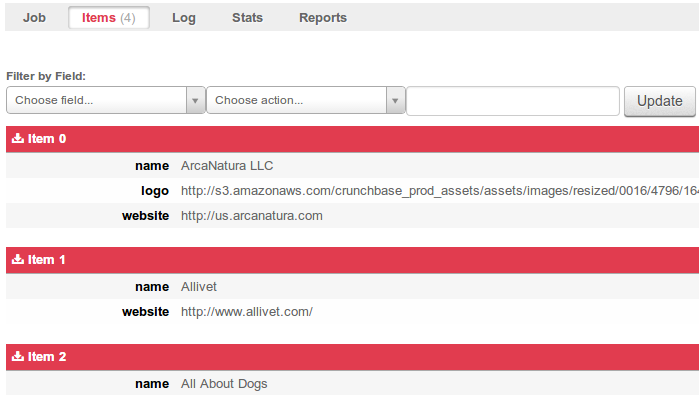 Job Items (4) Log Stats Reports
Filter by Field:
Choose field... Choose action... Update
Item 0
name ArcaNatura LLC
logo http://s3.amazonaws.com/crunchbase_prod_assets/assets/images/resized/0016/4796/164
website http://us.arcanatura.com
Item 1
name Allivet
website http://www.allivet.com/
Item 2
name All About Dogs